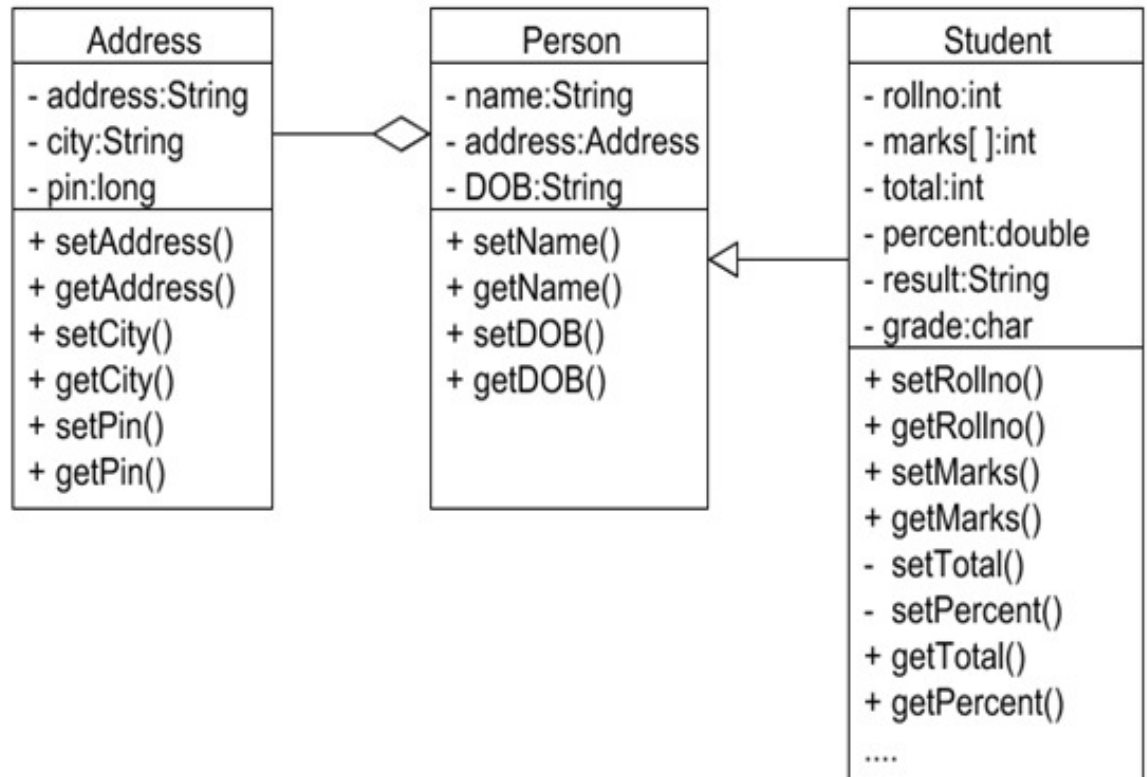 Address
- address:String
- city:String
- pin:long
+ setAddress()
+ getAddress()
+ setCity()
+ getCity()
+ setPin()
+ getPin()
Person
- name:String
- address:Address
- DOB:String
+ setName()
+ getName()
+ setDOB()
+ getDOB()
Student
- rollno:int
- marks[ ]:int
- total:int
- percent:double
- result:String
- grade:char
+ setRollno()
+ getRollno()
+ setMarks()
+ getMarks()
- setTotal()
- setPercent()
+ getTotal()
+ getPercent()
....